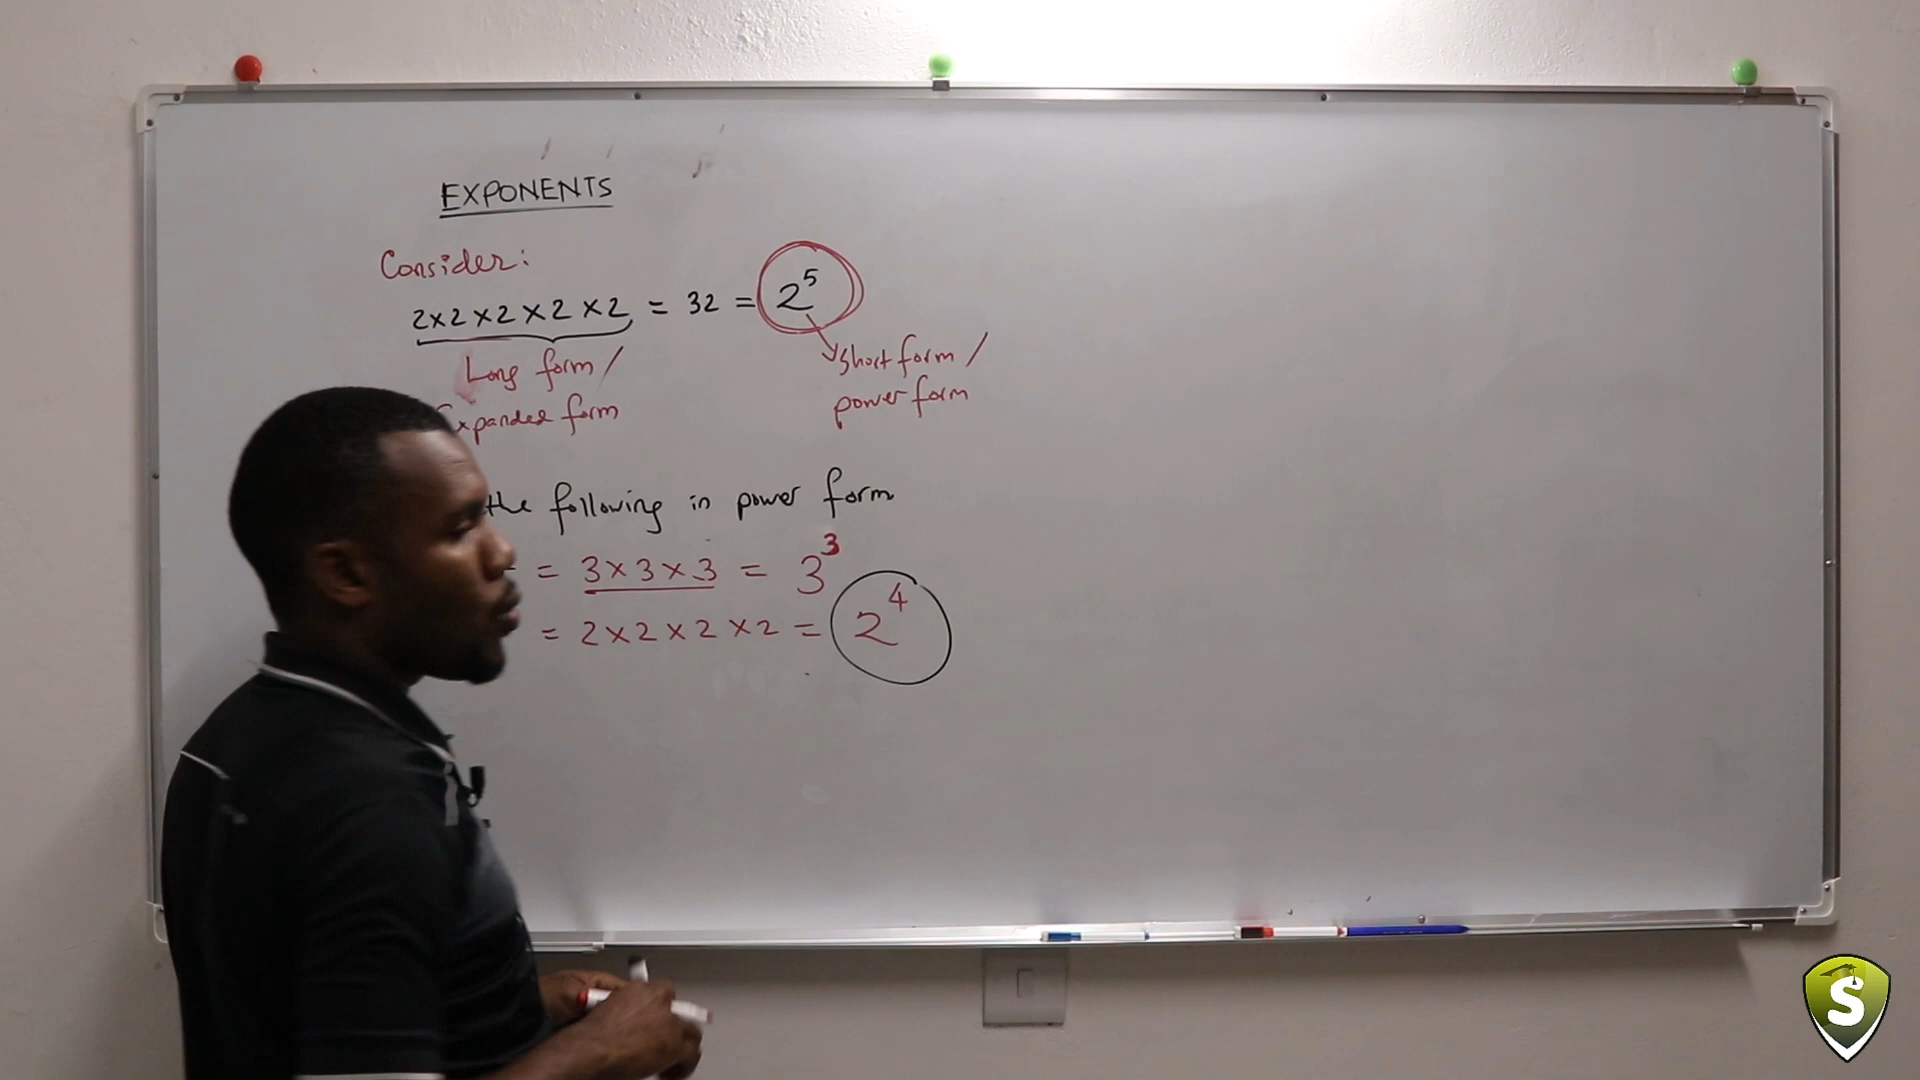 EXPONENTS
Consider:
2×2×2×2×2 = 32 = 2⁵
Long form /
Expanded form
Short form /
power form
the following in power form
= 3×3×3 = 3³
= 2×2×2×2 = 2⁴
S